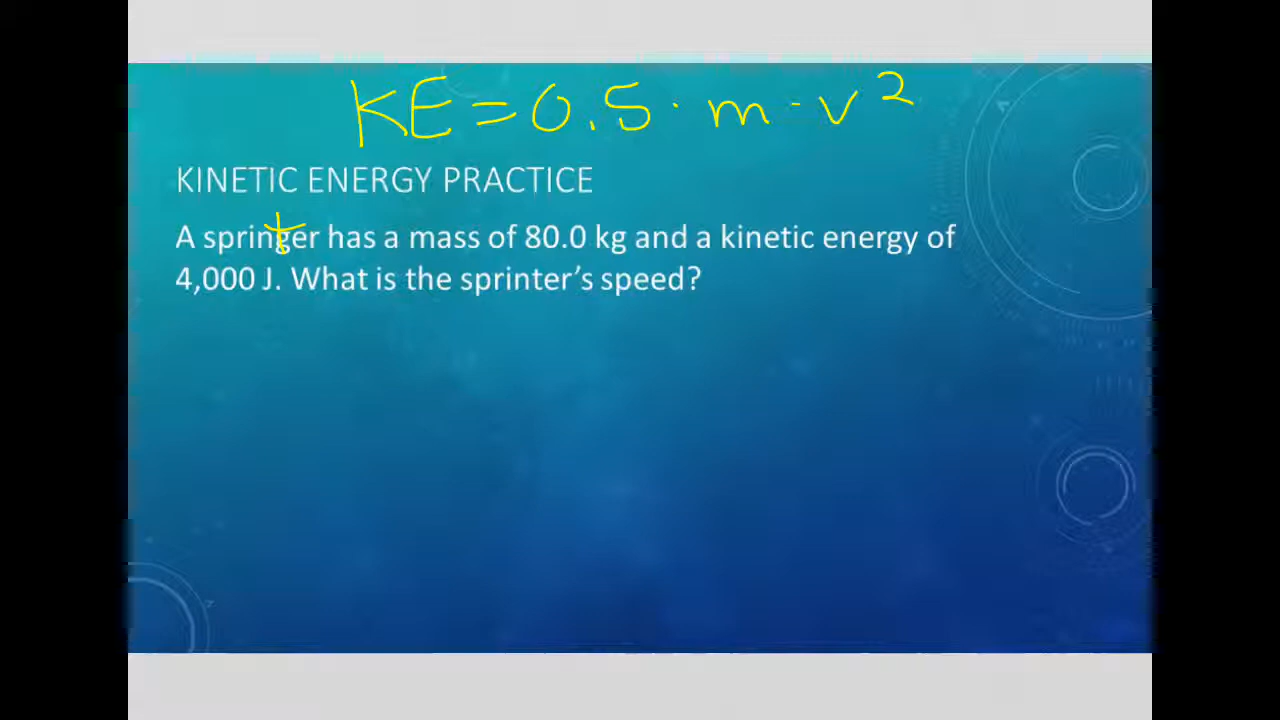 KE = 0.5 · m · v²
KINETIC ENERGY PRACTICE
A sprinter has a mass of 80.0 kg and a kinetic energy of
4,000 J. What is the sprinter's speed?